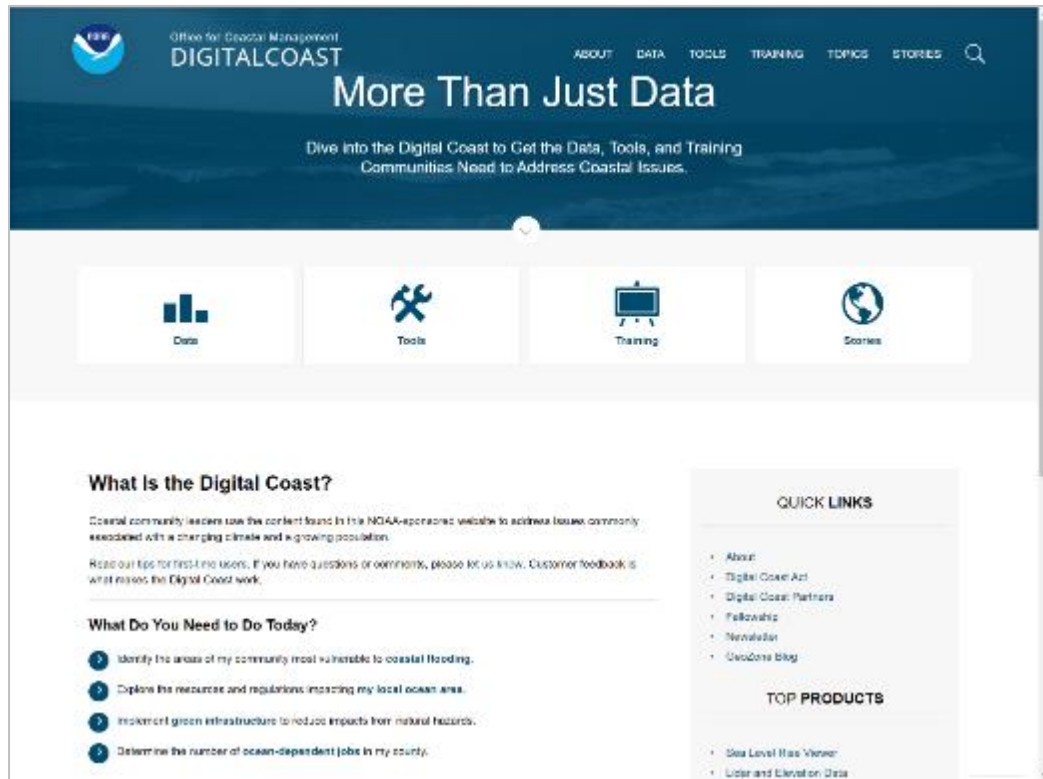 NOAA
Office for Coastal Management
DIGITALCOAST
ABOUT DATA TOOLS TRAINING TOPICS STORIES
More Than Just Data
Dive into the Digital Coast to Get the Data, Tools, and Training
Communities Need to Address Coastal Issues.
Data
Tools
Training
Stories
What Is the Digital Coast?
Coastal community leaders use the content found in this NOAA-sponsored website to address issues commonly
associated with a changing climate and a growing population.
Read our tips for first-time users. If you have questions or comments, please let us know. Customer feedback is
what makes the Digital Coast work.
What Do You Need to Do Today?
Identify the areas of my community most vulnerable to coastal flooding.
Explore the resources and regulations impacting my local ocean area.
Implement green infrastructure to reduce impacts from natural hazards.
Determine the number of ocean-dependent jobs in my county.
QUICK LINKS
About
Digital Coast Act
Digital Coast Partners
Fellowship
Newsletter
GeoZone Blog
TOP PRODUCTS
Sea Level Rise Viewer
Lidar and Elevation Data